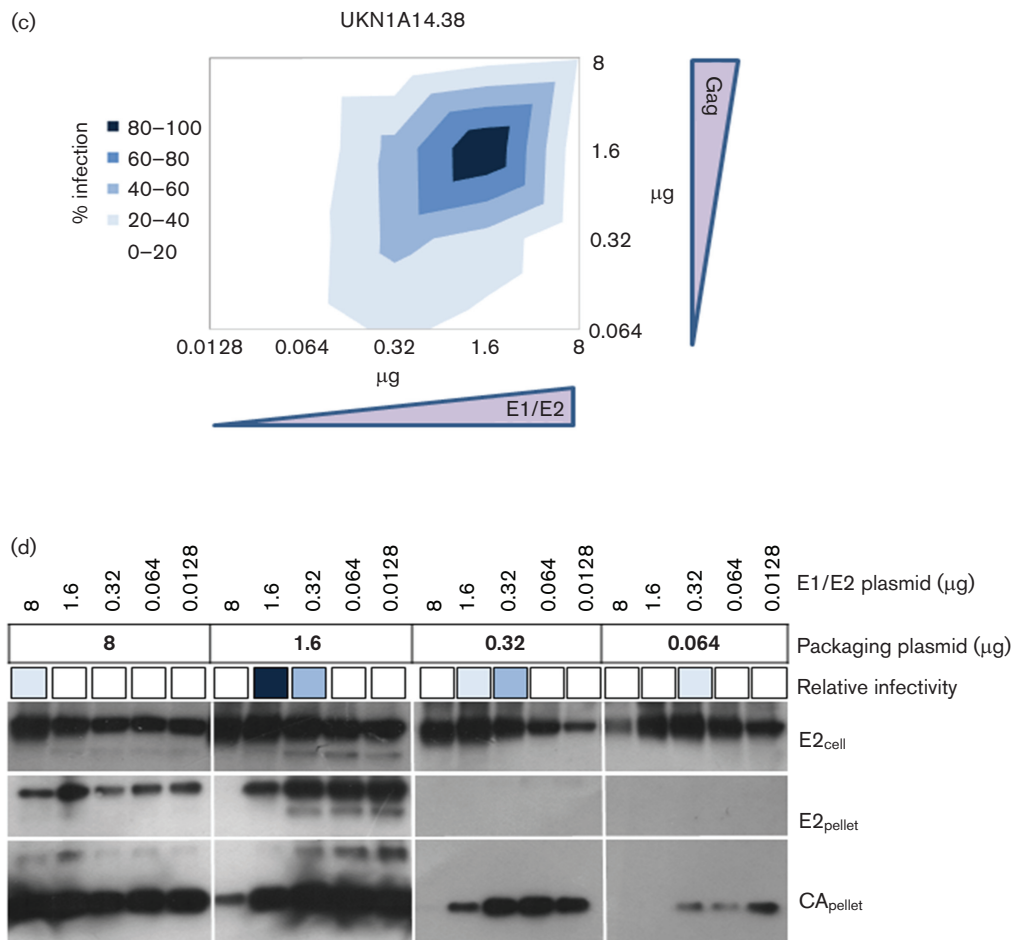 (c)
UKN1A14.38
% infection
80–100
60–80
40–60
20–40
0–20
8
1.6
0.32
0.064
µg
Gag
0.0128 0.064 0.32 1.6 8
µg
E1/E2
(d)
8 1.6 0.32 0.064 0.0128 8 1.6 0.32 0.064 0.0128 8 1.6 0.32 0.064 0.0128 8 1.6 0.32 0.064 0.0128 E1/E2 plasmid (µg)
8 1.6 0.32 0.064 Packaging plasmid (µg)
Relative infectivity
E2cell
E2pellet
CApellet